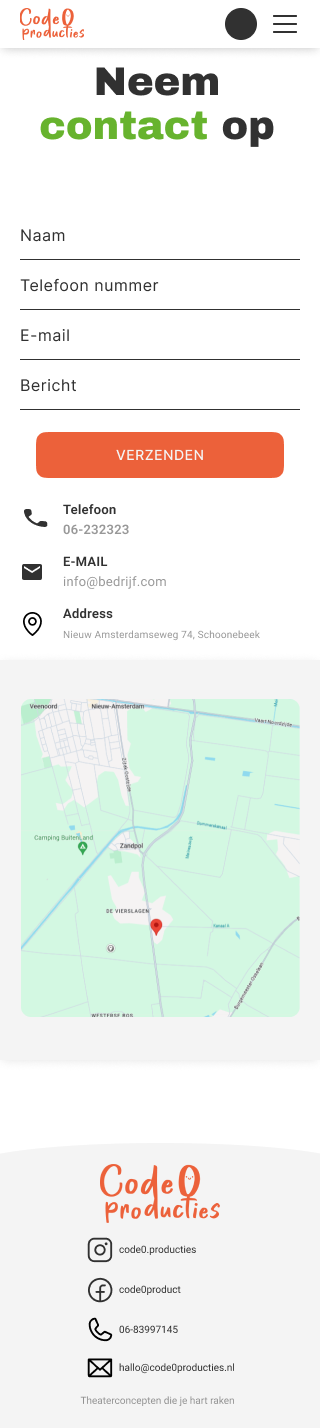 Code0
Producties
Neem
contact op
Naam
Telefoon nummer
E-mail
Bericht
VERZENDEN
Telefoon
06-232323
E-MAIL
info@bedrijf.com
Address
Nieuw Amsterdamseweg 74, Schoonebeek
Veenoord
Nieuw-Amsterdam
Camping BuitenLand
Zandpol
DE VIERSLAGEN
WESTERSE BOS
Code0
Producties
code0.producties
code0product
06-83997145
hallo@code0producties.nl
Theaterconcepten die je hart raken